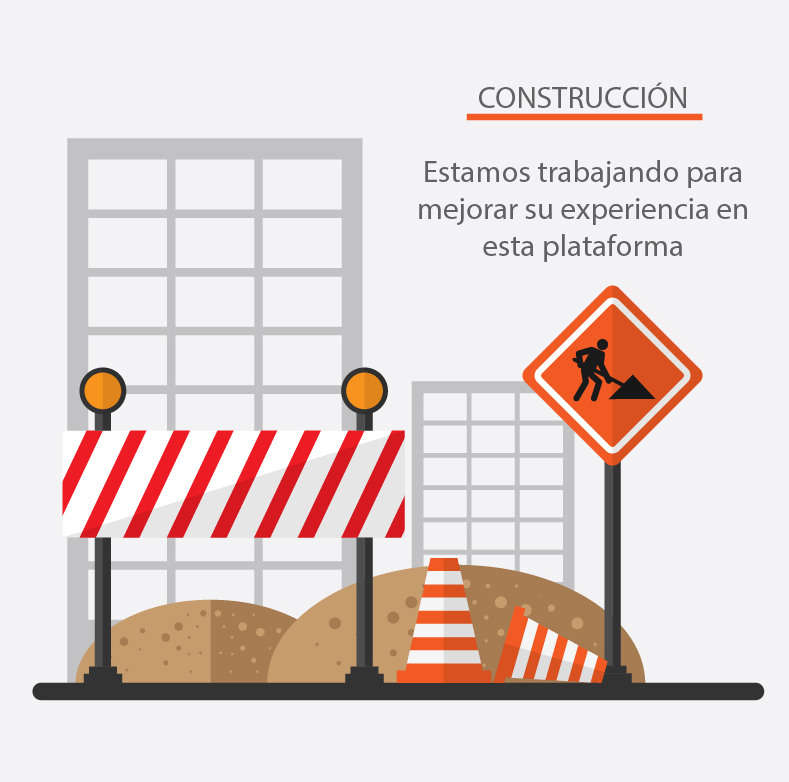 CONSTRUCCIÓN
Estamos trabajando para
mejorar su experiencia en
esta plataforma